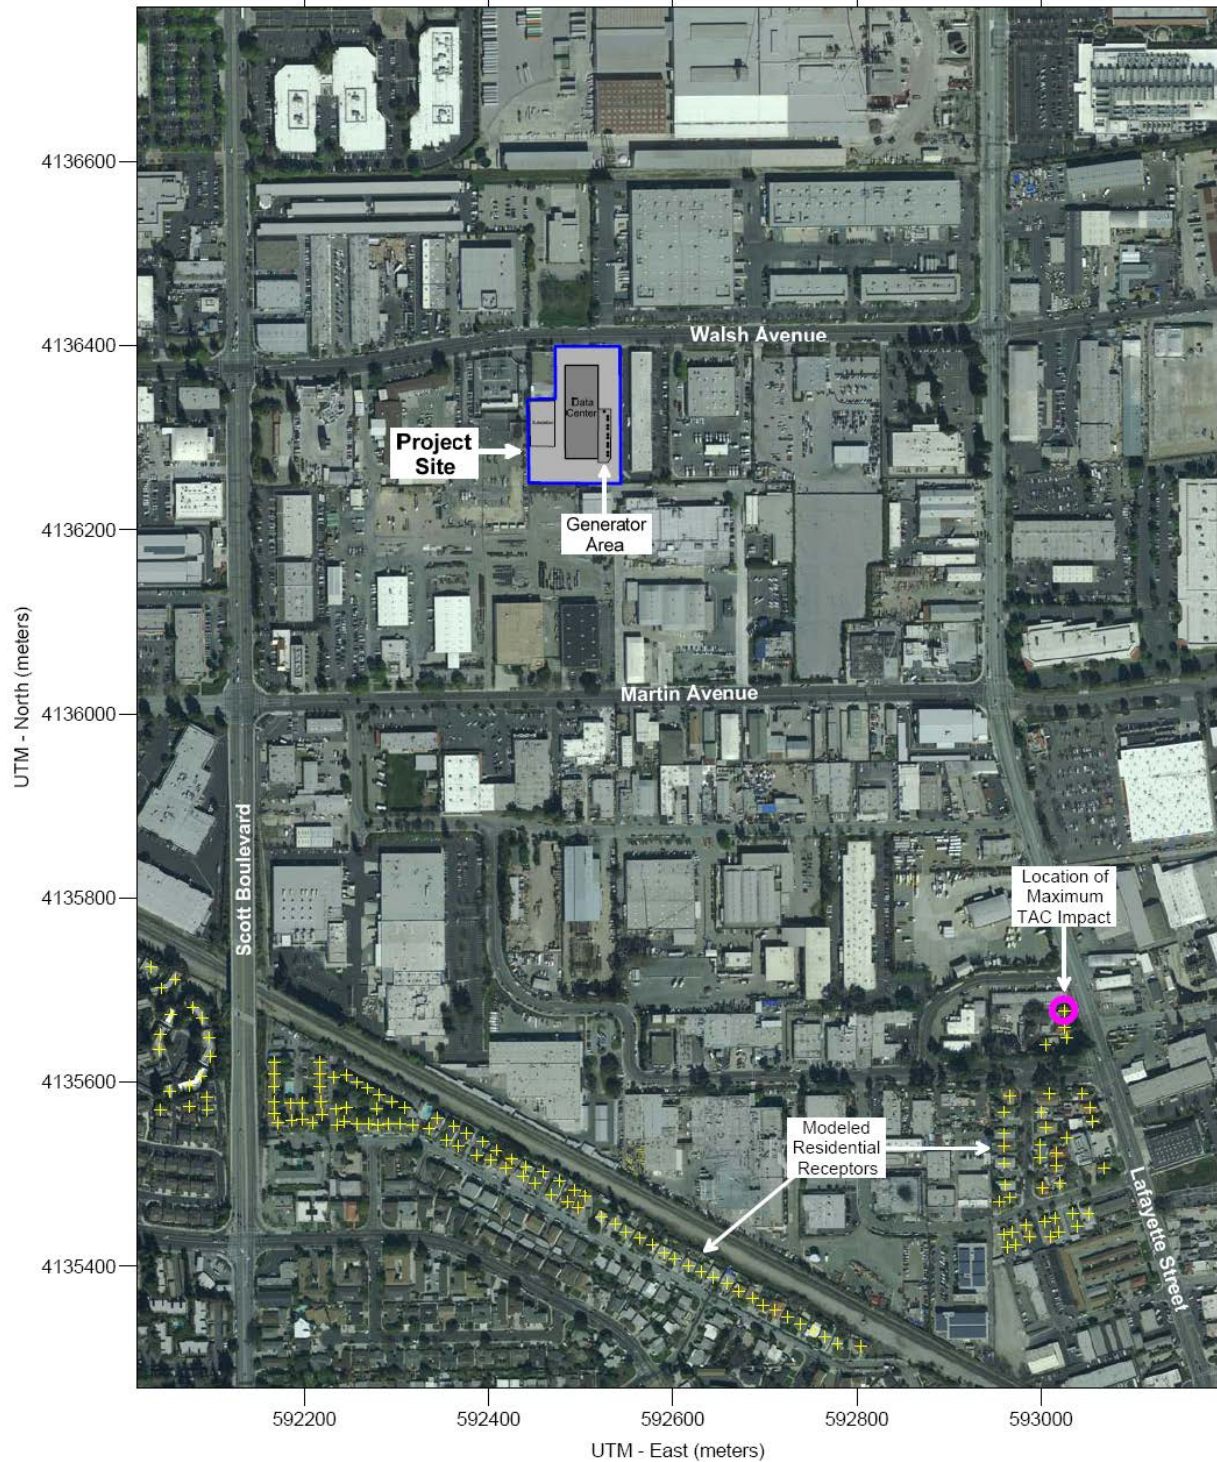 4136600
Walsh Avenue
4136400
Data
Center
Project
Site
4136200
Generator
Area
UTM - North (meters)
Martin Avenue
4136000
Scott Boulevard
4135800
Location of
Maximum
TAC Impact
4135600
Modeled
Residential
Receptors
Lafayette Street
4135400
592200
592400
592600
592800
593000
UTM - East (meters)